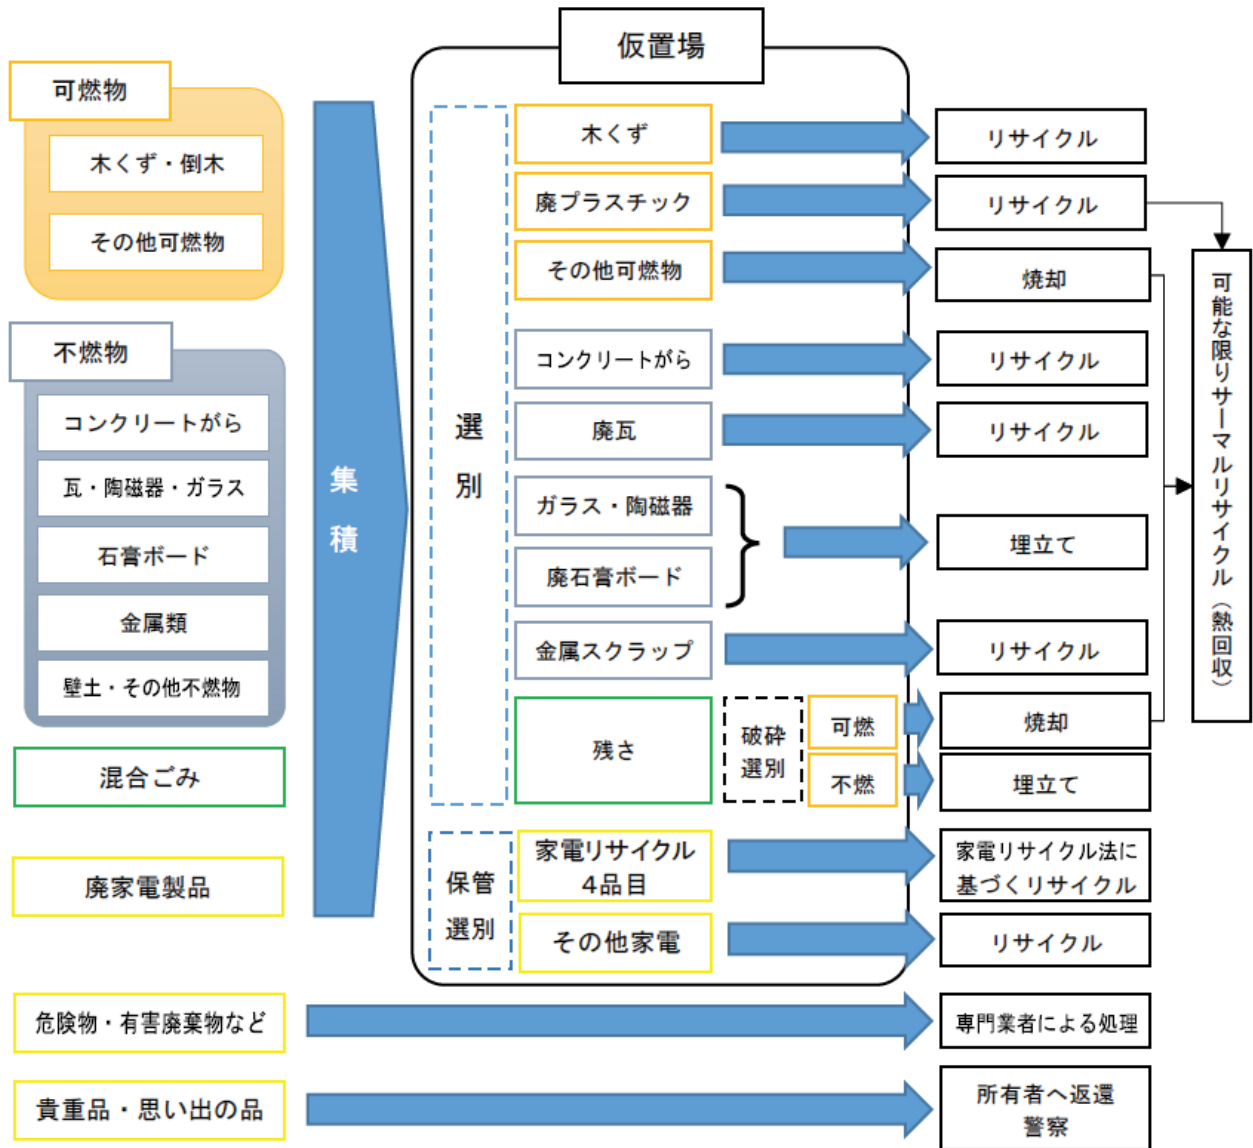 仮置場
可燃物
木くず・倒木
その他可燃物
不燃物
コンクリートがら
瓦・陶磁器・ガラス
石膏ボード
金属類
壁土・その他不燃物
混合ごみ
廃家電製品
危険物・有害廃棄物など
貴重品・思い出の品
集積
選別
木くず
廃プラスチック
その他可燃物
コンクリートがら
廃瓦
ガラス・陶磁器
廃石膏ボード
金属スクラップ
残さ
破砕
選別
可燃
不燃
保管
選別
家電リサイクル
4品目
その他家電
リサイクル
リサイクル
焼却
リサイクル
リサイクル
埋立て
リサイクル
焼却
埋立て
家電リサイクル法に
基づくリサイクル
リサイクル
専門業者による処理
所有者へ返還
警察
可能な限りサーマルリサイクル（熱回収）